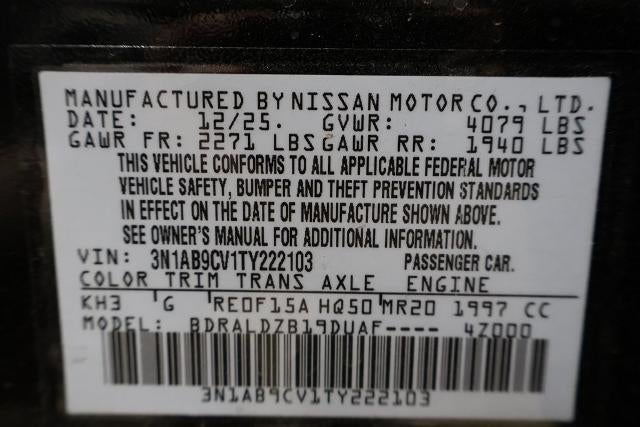 MANUFACTURED BY NISSAN MOTOR CO., LTD.
DATE: 12/25. GVWR: 4079 LBS
GAWR FR: 2271 LBS GAWR RR: 1940 LBS
THIS VEHICLE CONFORMS TO ALL APPLICABLE FEDERAL MOTOR
VEHICLE SAFETY, BUMPER AND THEFT PREVENTION STANDARDS
IN EFFECT ON THE DATE OF MANUFACTURE SHOWN ABOVE.
SEE OWNER'S MANUAL FOR ADDITIONAL INFORMATION.
VIN: 3N1AB9CV1TY222103 PASSENGER CAR.
COLOR TRIM TRANS AXLE ENGINE
KH3 G RE0F15A HQ50 MR20 1997 CC
MODEL: BDRALDZB19DUAF---- 4Z000
3N1AB9CV1TY222103